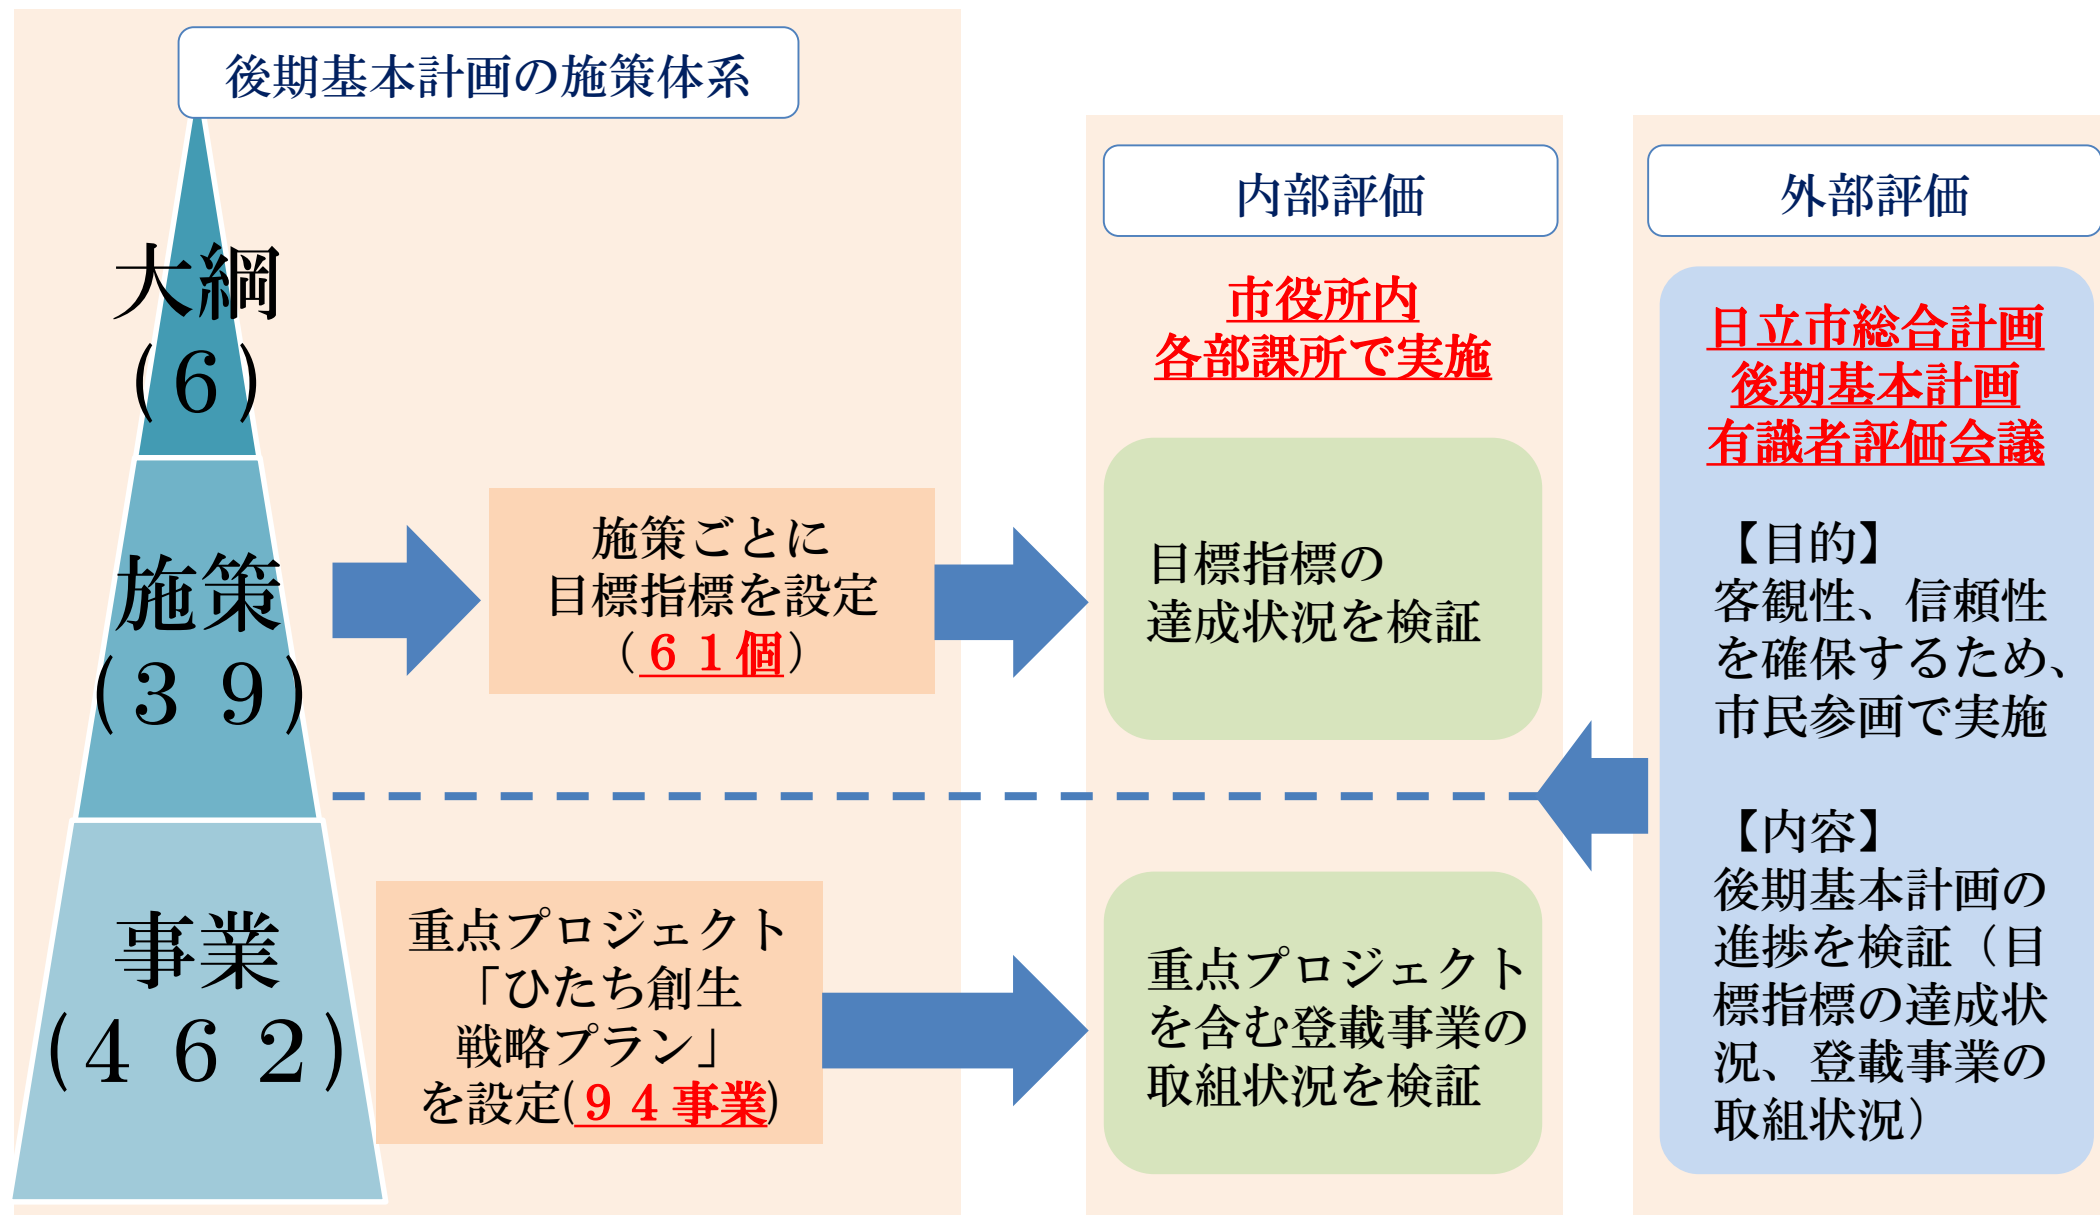 後期基本計画の施策体系
大綱
(６)
施策
(３９)
事業
(４６２)
施策ごとに
目標指標を設定
（６１個）
重点プロジェクト
「ひたち創生
戦略プラン」
を設定(９４事業)
内部評価
市役所内
各部課所で実施
目標指標の
達成状況を検証
重点プロジェクト
を含む登載事業の
取組状況を検証
外部評価
日立市総合計画
後期基本計画
有識者評価会議
【目的】
客観性、信頼性
を確保するため、
市民参画で実施
【内容】
後期基本計画の
進捗を検証（目
標指標の達成状
況、登載事業の
取組状況）